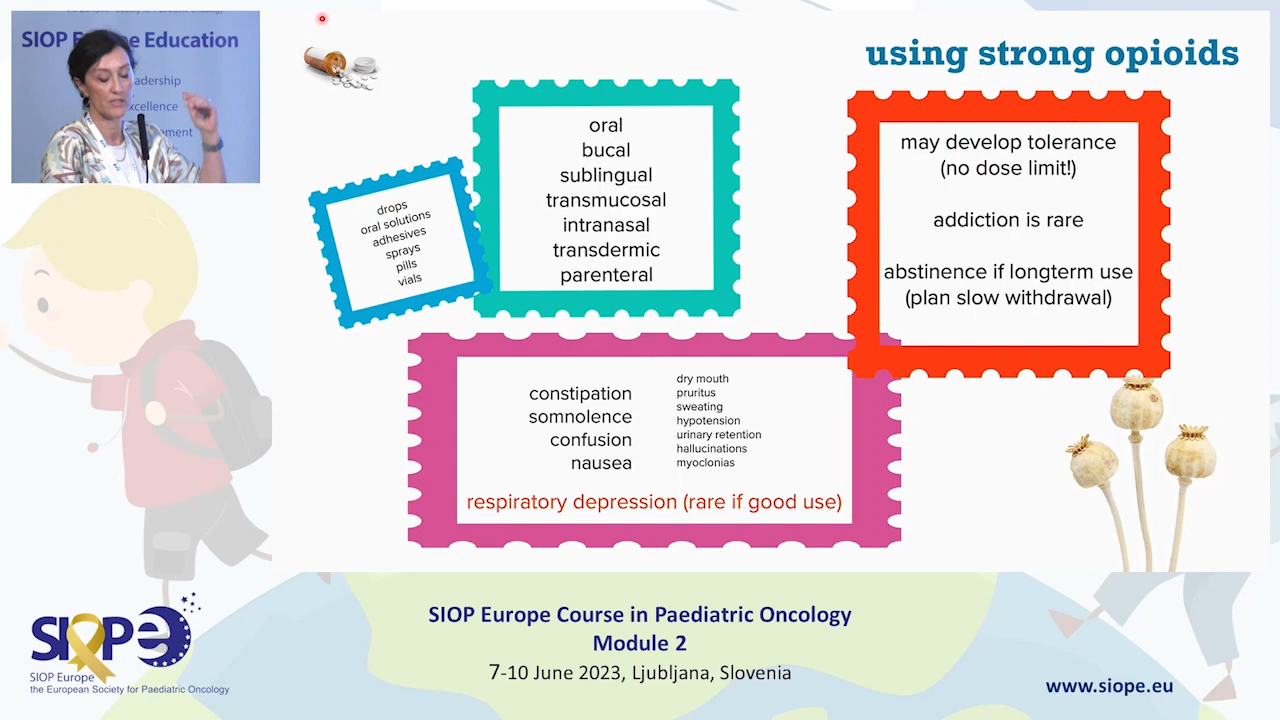 SIOP Europe Education
using strong opioids
oral
bucal
sublingual
transmucosal
intranasal
transdermic
parenteral
drops
oral solutions
adhesives
sprays
pills
vials
may develop tolerance
(no dose limit!)
addiction is rare
abstinence if longterm use
(plan slow withdrawal)
constipation
somnolence
confusion
nausea
dry mouth
pruritus
sweating
hypotension
urinary retention
hallucinations
myoclonias
respiratory depression (rare if good use)
SIOP Europe Course in Paediatric Oncology
Module 2
7-10 June 2023, Ljubljana, Slovenia
SIOPe
SIOP Europe
the European Society for Paediatric Oncology
www.siope.eu